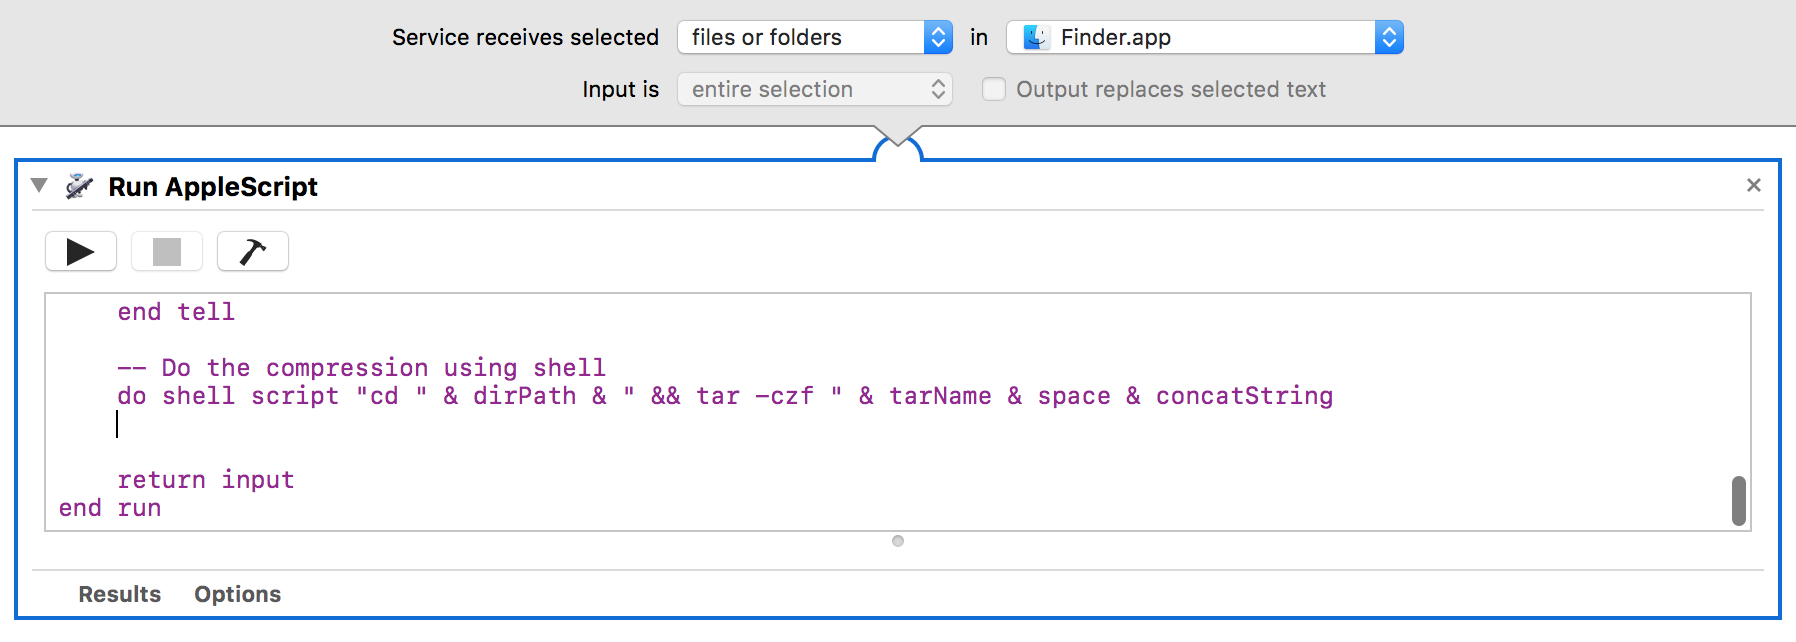 Service receives selected files or folders in Finder.app
Input is entire selection Output replaces selected text
Run AppleScript
end tell
-- Do the compression using shell
do shell script "cd " & dirPath & " && tar -czf " & tarName & space & concatString
return input
end run
Results Options